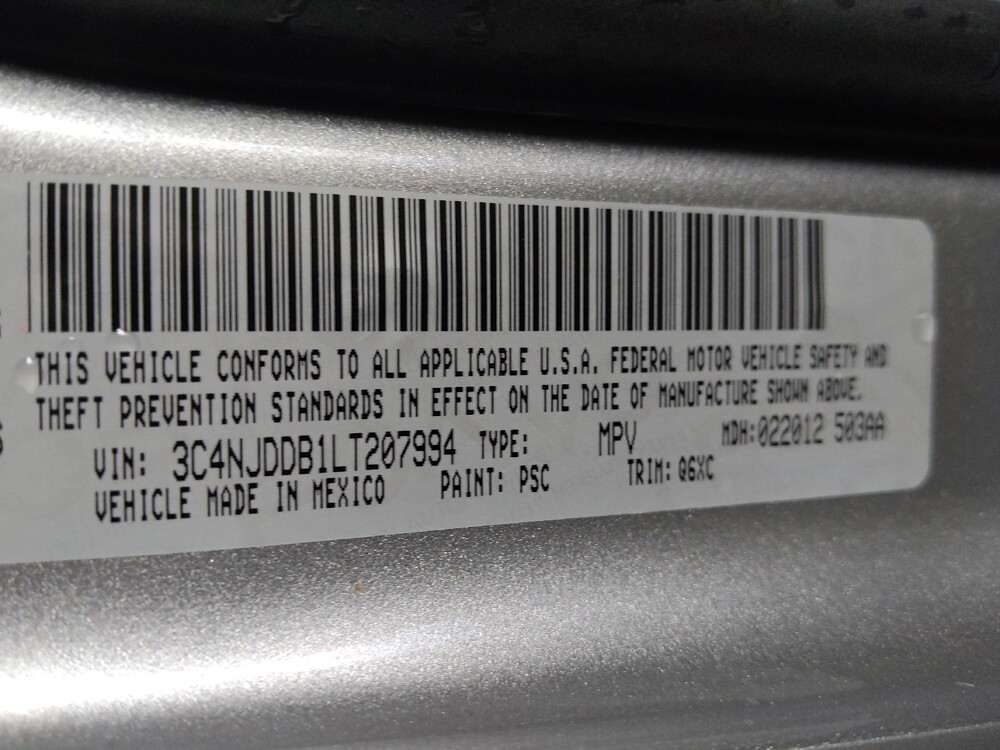 THIS VEHICLE CONFORMS TO ALL APPLICABLE U.S.A. FEDERAL MOTOR VEHICLE SAFETY AND
THEFT PREVENTION STANDARDS IN EFFECT ON THE DATE OF MANUFACTURE SHOWN ABOVE.
VIN: 3C4NJDDB1LT207994 TYPE: MPV MDH:022012 503AA
VEHICLE MADE IN MEXICO PAINT: PSC TRIM: Q6XC